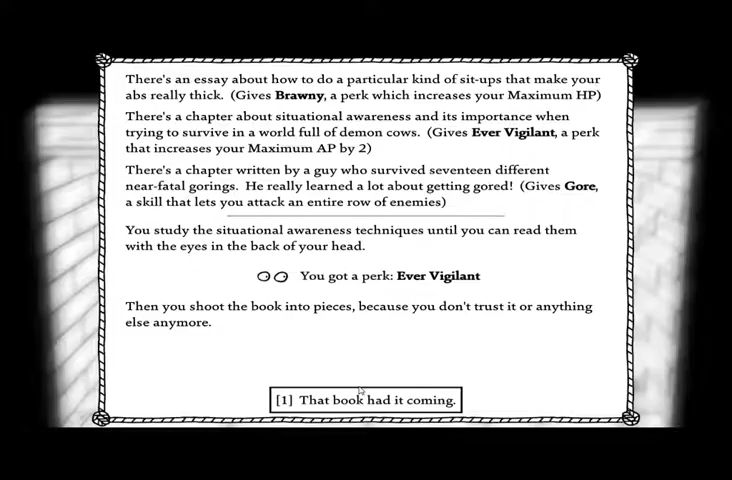 There's an essay about how to do a particular kind of sit-ups that make your
abs really thick. (Gives Brawny, a perk which increases your Maximum HP)
There's a chapter about situational awareness and its importance when
trying to survive in a world full of demon cows. (Gives Ever Vigilant, a perk
that increases your Maximum AP by 2)
There's a chapter written by a guy who survived seventeen different
near-fatal gorings. He really learned a lot about getting gored! (Gives Gore,
a skill that lets you attack an entire row of enemies)
You study the situational awareness techniques until you can read them
with the eyes in the back of your head.
You got a perk: Ever Vigilant
Then you shoot the book into pieces, because you don't trust it or anything
else anymore.
[1] That book had it coming.